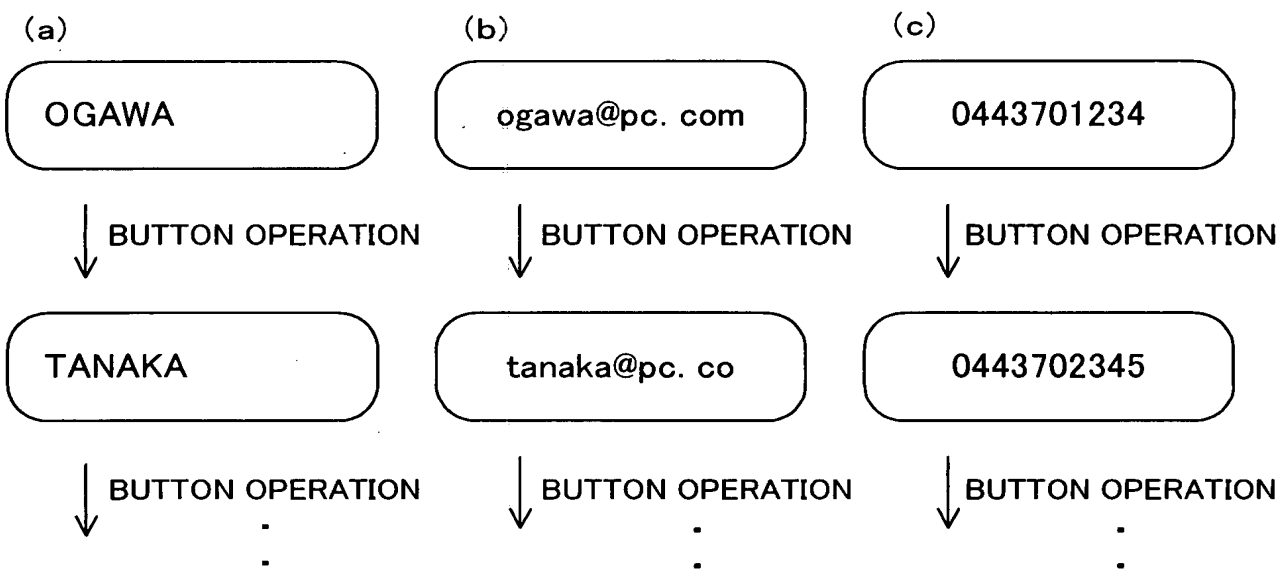 (a) (b) (c)
OGAWA ogawa@pc. com 0443701234
BUTTON OPERATION BUTTON OPERATION BUTTON OPERATION
TANAKA tanaka@pc. co 0443702345
BUTTON OPERATION BUTTON OPERATION BUTTON OPERATION